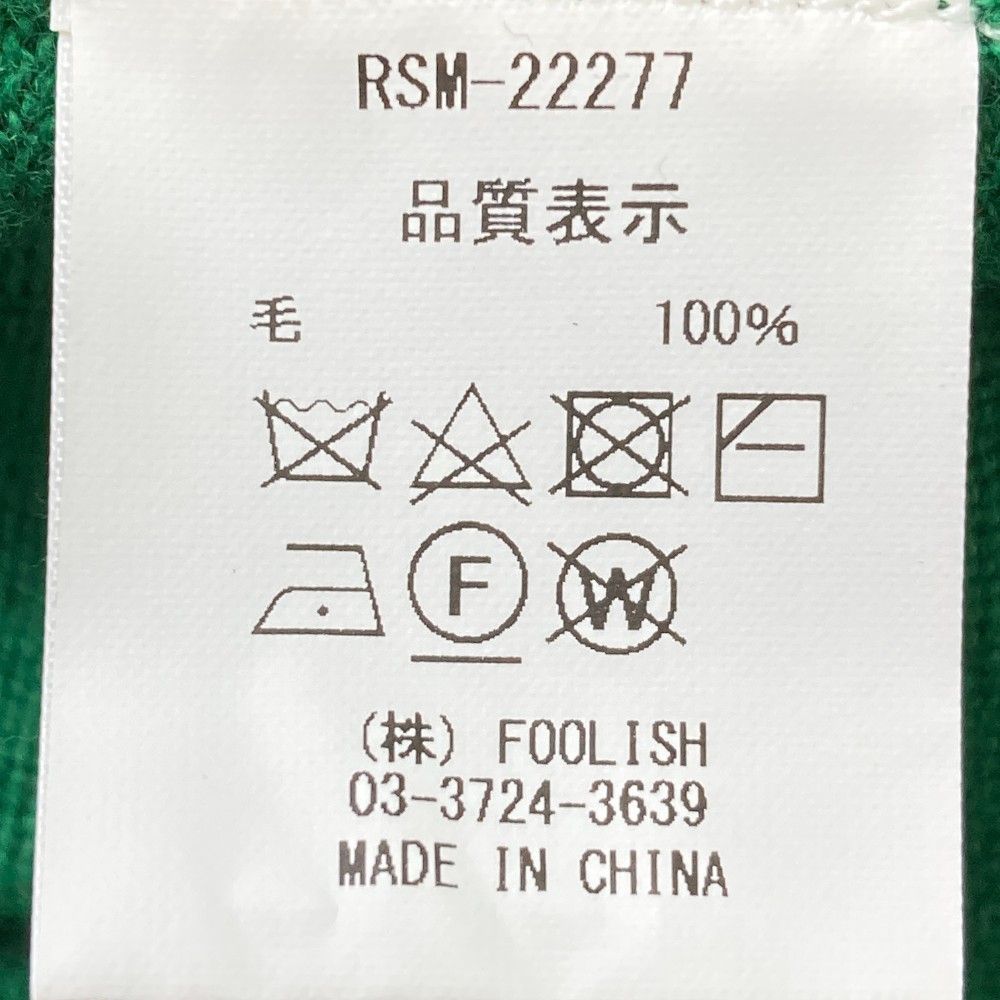 RSM-22277
品質表示
毛 100%
F W
(株) FOOLISH
03-3724-3639
MADE IN CHINA